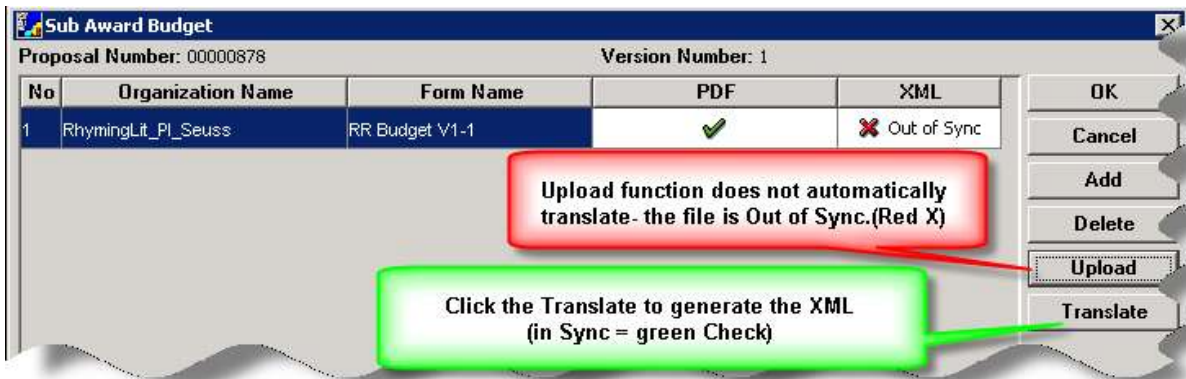 Sub Award Budget
Proposal Number: 00000878 Version Number: 1
No Organization Name Form Name PDF XML
1 RhymingLit_PI_Seuss RR Budget V1-1 Out of Sync
OK
Cancel
Add
Delete
Upload
Translate
Upload function does not automatically
translate- the file is Out of Sync.(Red X)
Click the Translate to generate the XML
(in Sync = green Check)